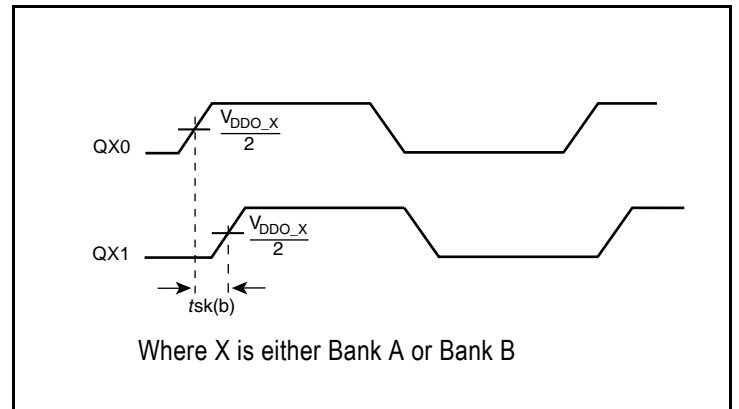 QX0
V_DDO_X
2
QX1
V_DDO_X
2
tsk(b)
Where X is either Bank A or Bank B